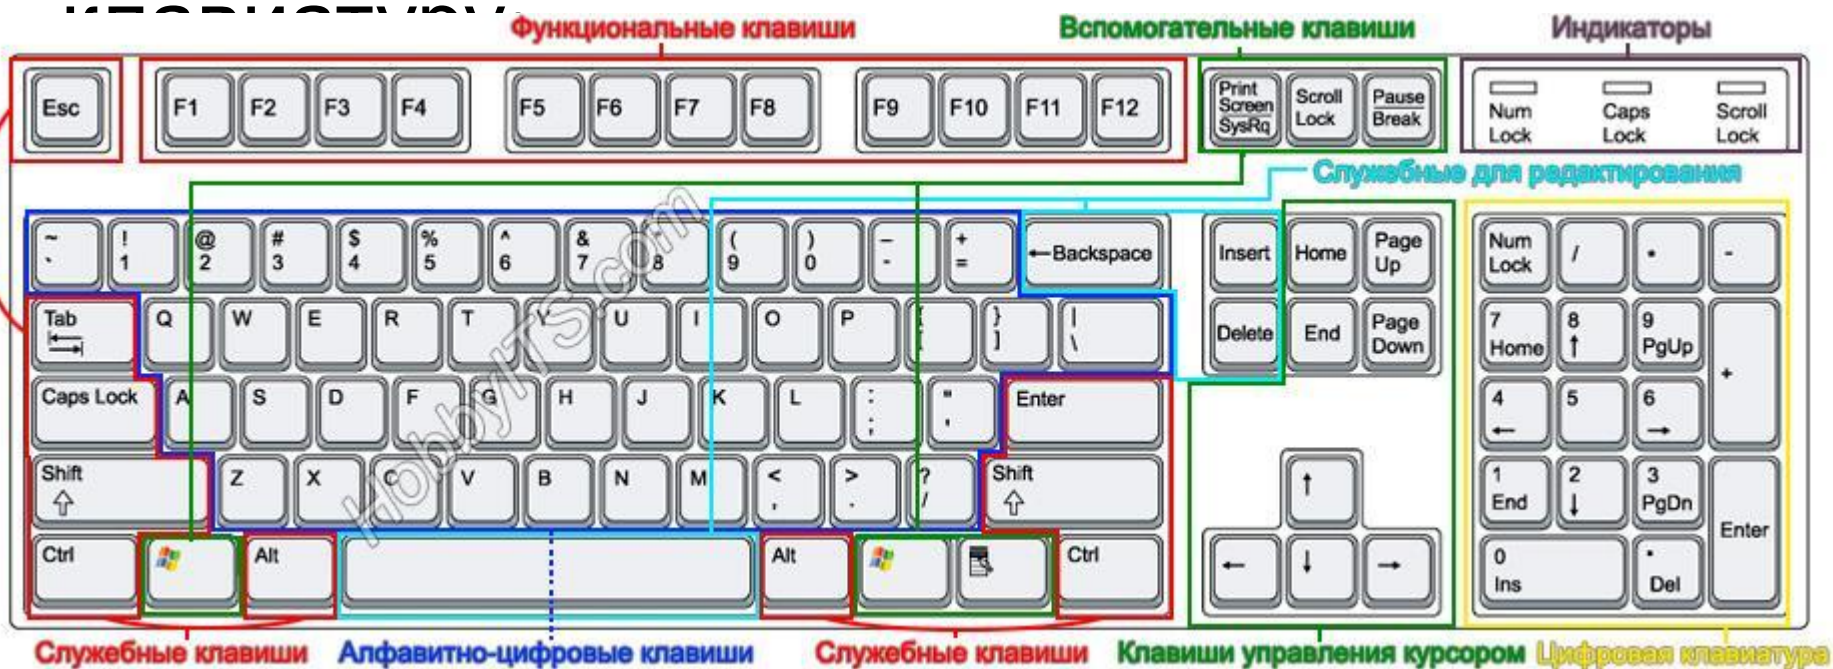 клавиатуру
Функциональные клавиши Вспомогательные клавиши Индикаторы
Esc F1 F2 F3 F4 F5 F6 F7 F8 F9 F10 F11 F12 Print Screen SysRq Scroll Lock Pause Break Num Lock Caps Lock Scroll Lock
Служебные для редактирования
~ ` ! 1 @ 2 # 3 $ 4 % 5 ^ 6 & 7 8 ( 9 ) 0 – - + = ←Backspace Insert Home Page Up Num Lock / • -
Tab Q W E R T Y U I O P { [ } ] | \ Delete End Page Down 7 Home 8 ↑ 9 PgUp +
Caps Lock A S D F G H J K L : ; " ' Enter 4 ← 5 6 →
Shift ⇧ Z X C V B N M < , > . ? / Shift ⇧ ↑ 1 End 2 ↓ 3 PgDn Enter
Ctrl Alt Alt Ctrl ← ↓ → 0 Ins • Del
HobbyITS.com
Служебные клавиши Алфавитно-цифровые клавиши Служебные клавиши Клавиши управления курсором Цифровая клавиатура